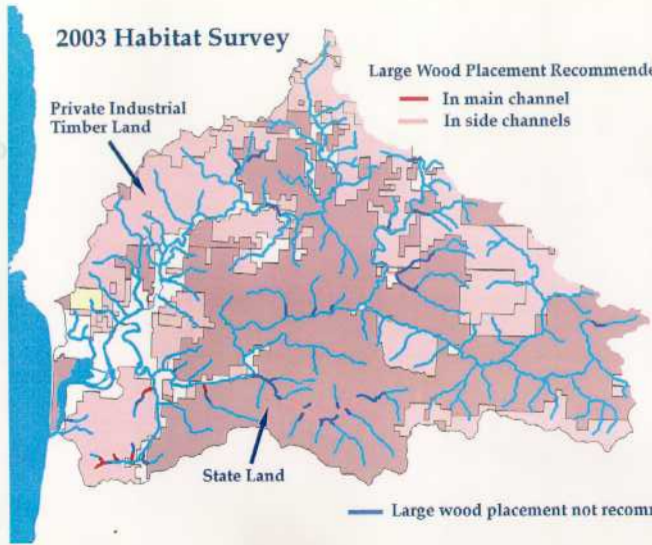 2003 Habitat Survey
Large Wood Placement Recommende
In main channel
In side channels
Private Industrial
Timber Land
State Land
Large wood placement not recomm